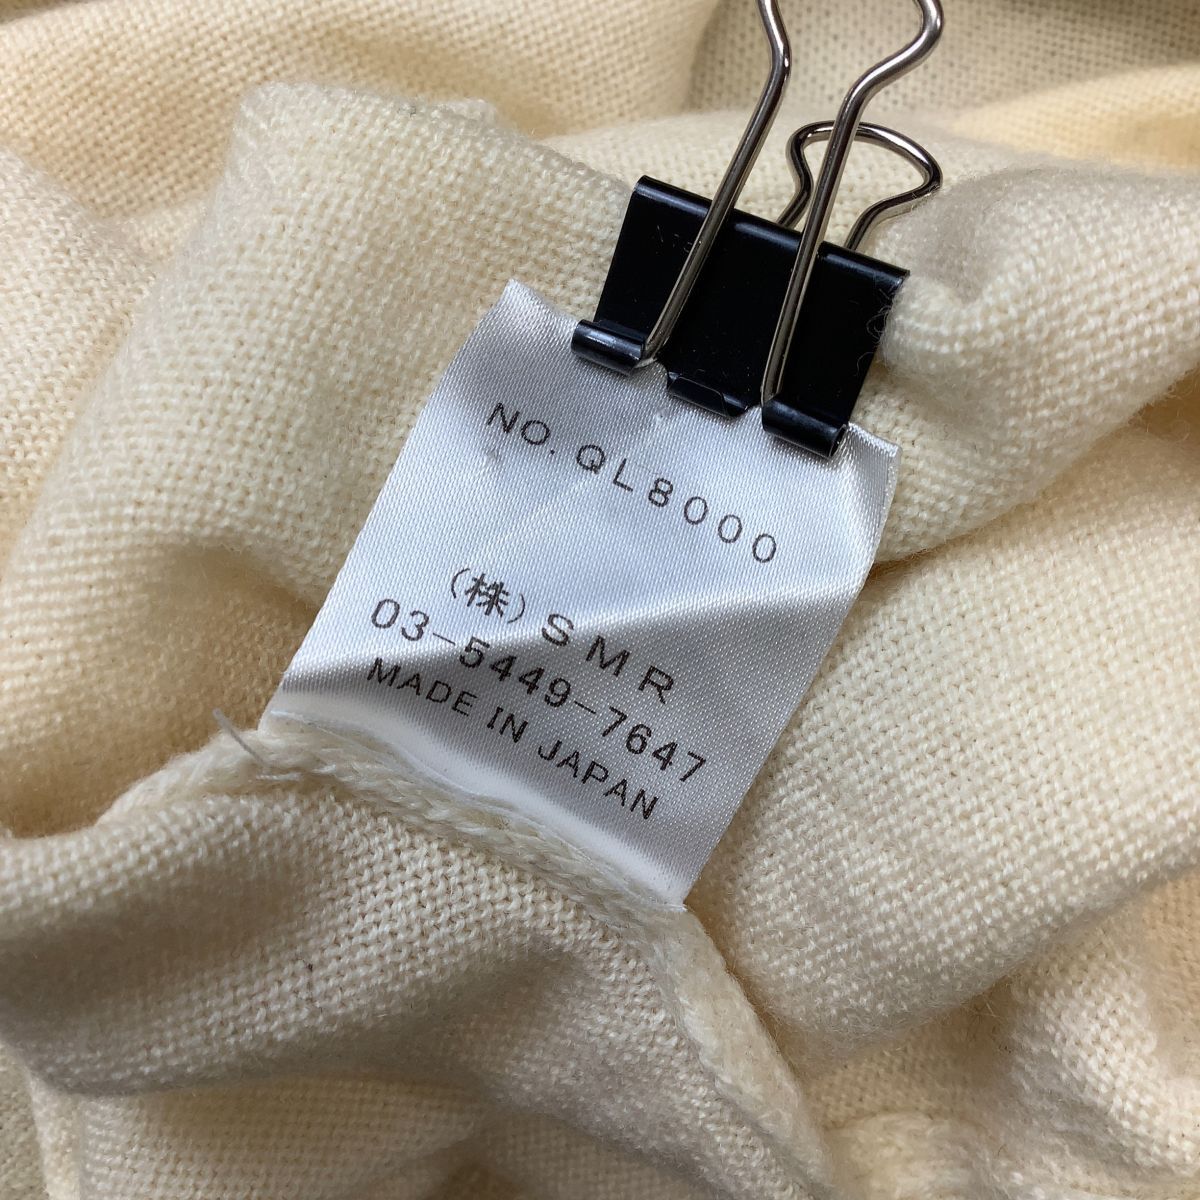 NO.QL8000
(株)SMR
03-5449-7647
MADE IN JAPAN